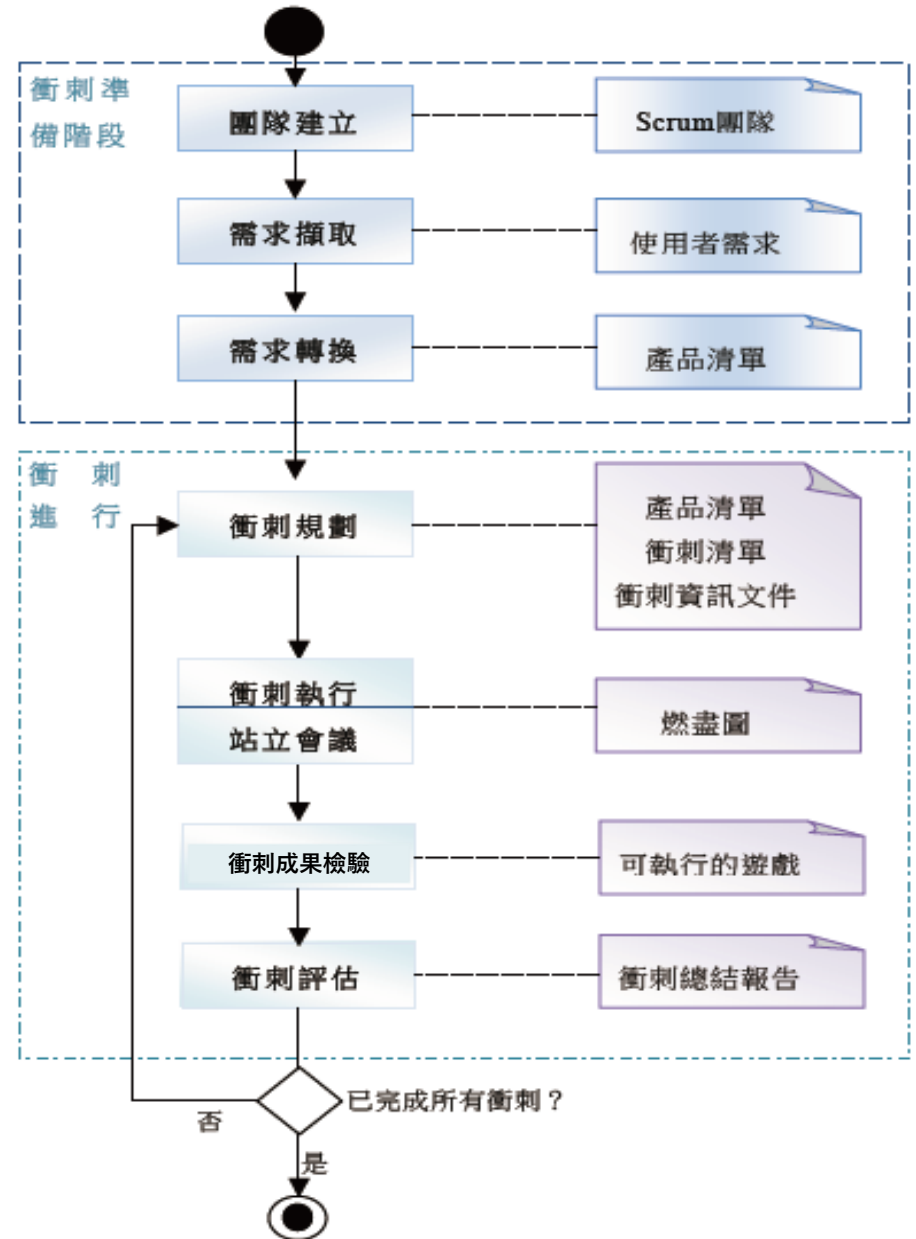 衝刺準
備階段
團隊建立
Scrum團隊
需求擷取
使用者需求
需求轉換
產品清單
衝 刺
進 行
衝刺規劃
產品清單
衝刺清單
衝刺資訊文件
衝刺執行
站立會議
燃盡圖
衝刺成果檢驗
可執行的遊戲
衝刺評估
衝刺總結報告
已完成所有衝刺？
否
是